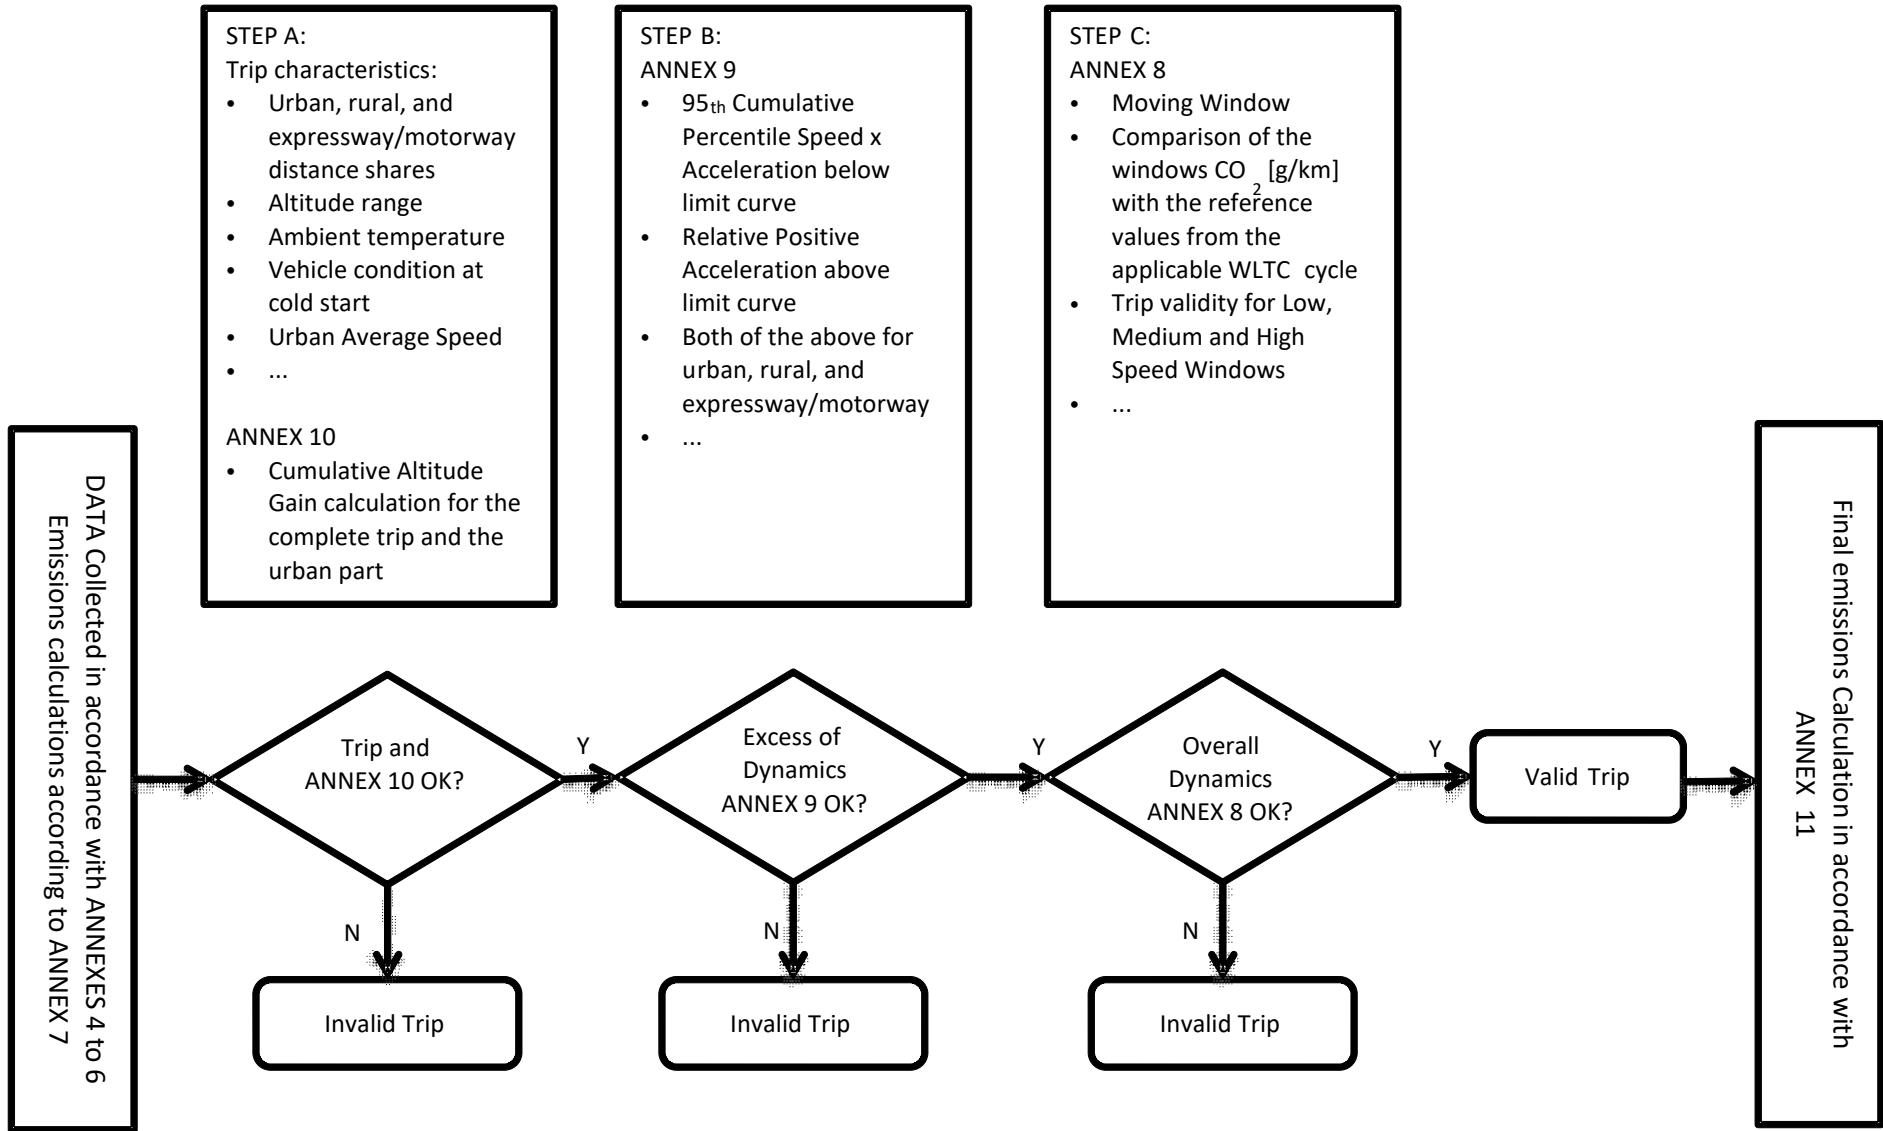 STEP A:
Trip characteristics:
• Urban, rural, and
expressway/motorway
distance shares
• Altitude range
• Ambient temperature
• Vehicle condition at
cold start
• Urban Average Speed
• ...
ANNEX 10
• Cumulative Altitude
Gain calculation for the
complete trip and the
urban part
STEP B:
ANNEX 9
• 95th Cumulative
Percentile Speed x
Acceleration below
limit curve
• Relative Positive
Acceleration above
limit curve
• Both of the above for
urban, rural, and
expressway/motorway
• ...
STEP C:
ANNEX 8
• Moving Window
• Comparison of the
windows CO2 [g/km]
with the reference
values from the
applicable WLTC cycle
• Trip validity for Low,
Medium and High
Speed Windows
• ...
DATA Collected in accordance with ANNEXES 4 to 6
Emissions calculations according to ANNEX 7
Trip and
ANNEX 10 OK?
Y
N
Invalid Trip
Excess of
Dynamics
ANNEX 9 OK?
Y
N
Invalid Trip
Overall
Dynamics
ANNEX 8 OK?
Y
N
Invalid Trip
Valid Trip
Final emissions Calculation in accordance with
ANNEX 11